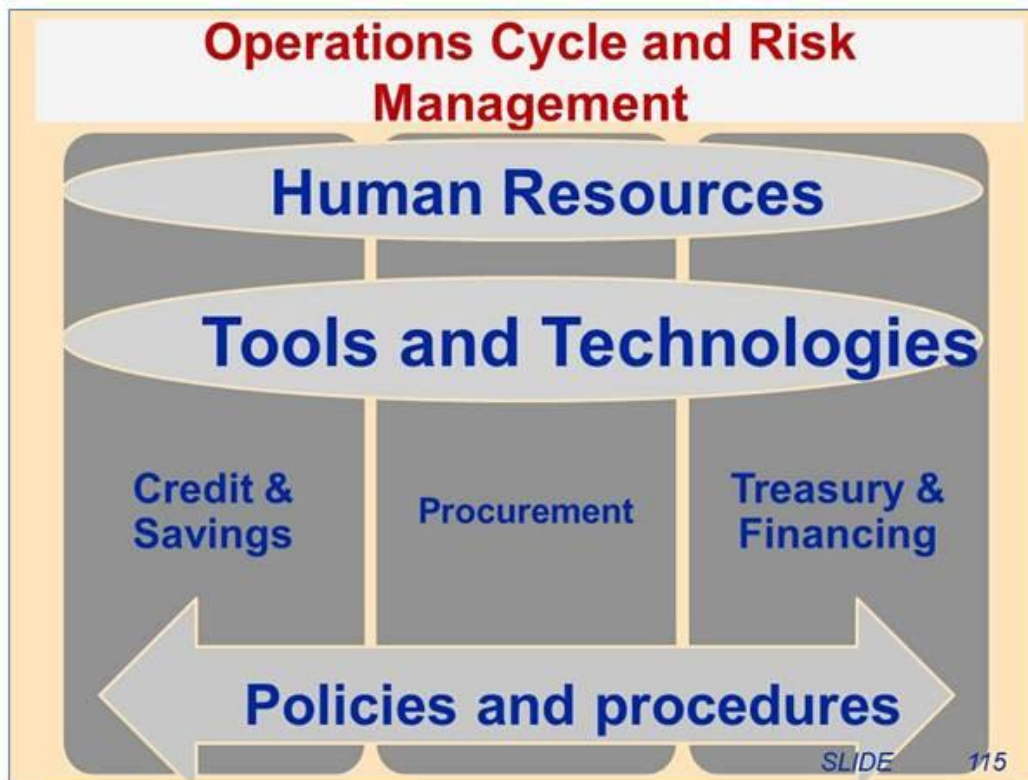 Operations Cycle and Risk
Management
Human Resources
Tools and Technologies
Credit &
Savings
Procurement
Treasury &
Financing
Policies and procedures
SLIDE 115